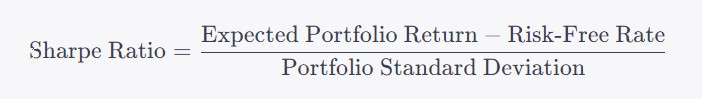 Sharpe Ratio = Expected Portfolio Return − Risk-Free Rate
Portfolio Standard Deviation